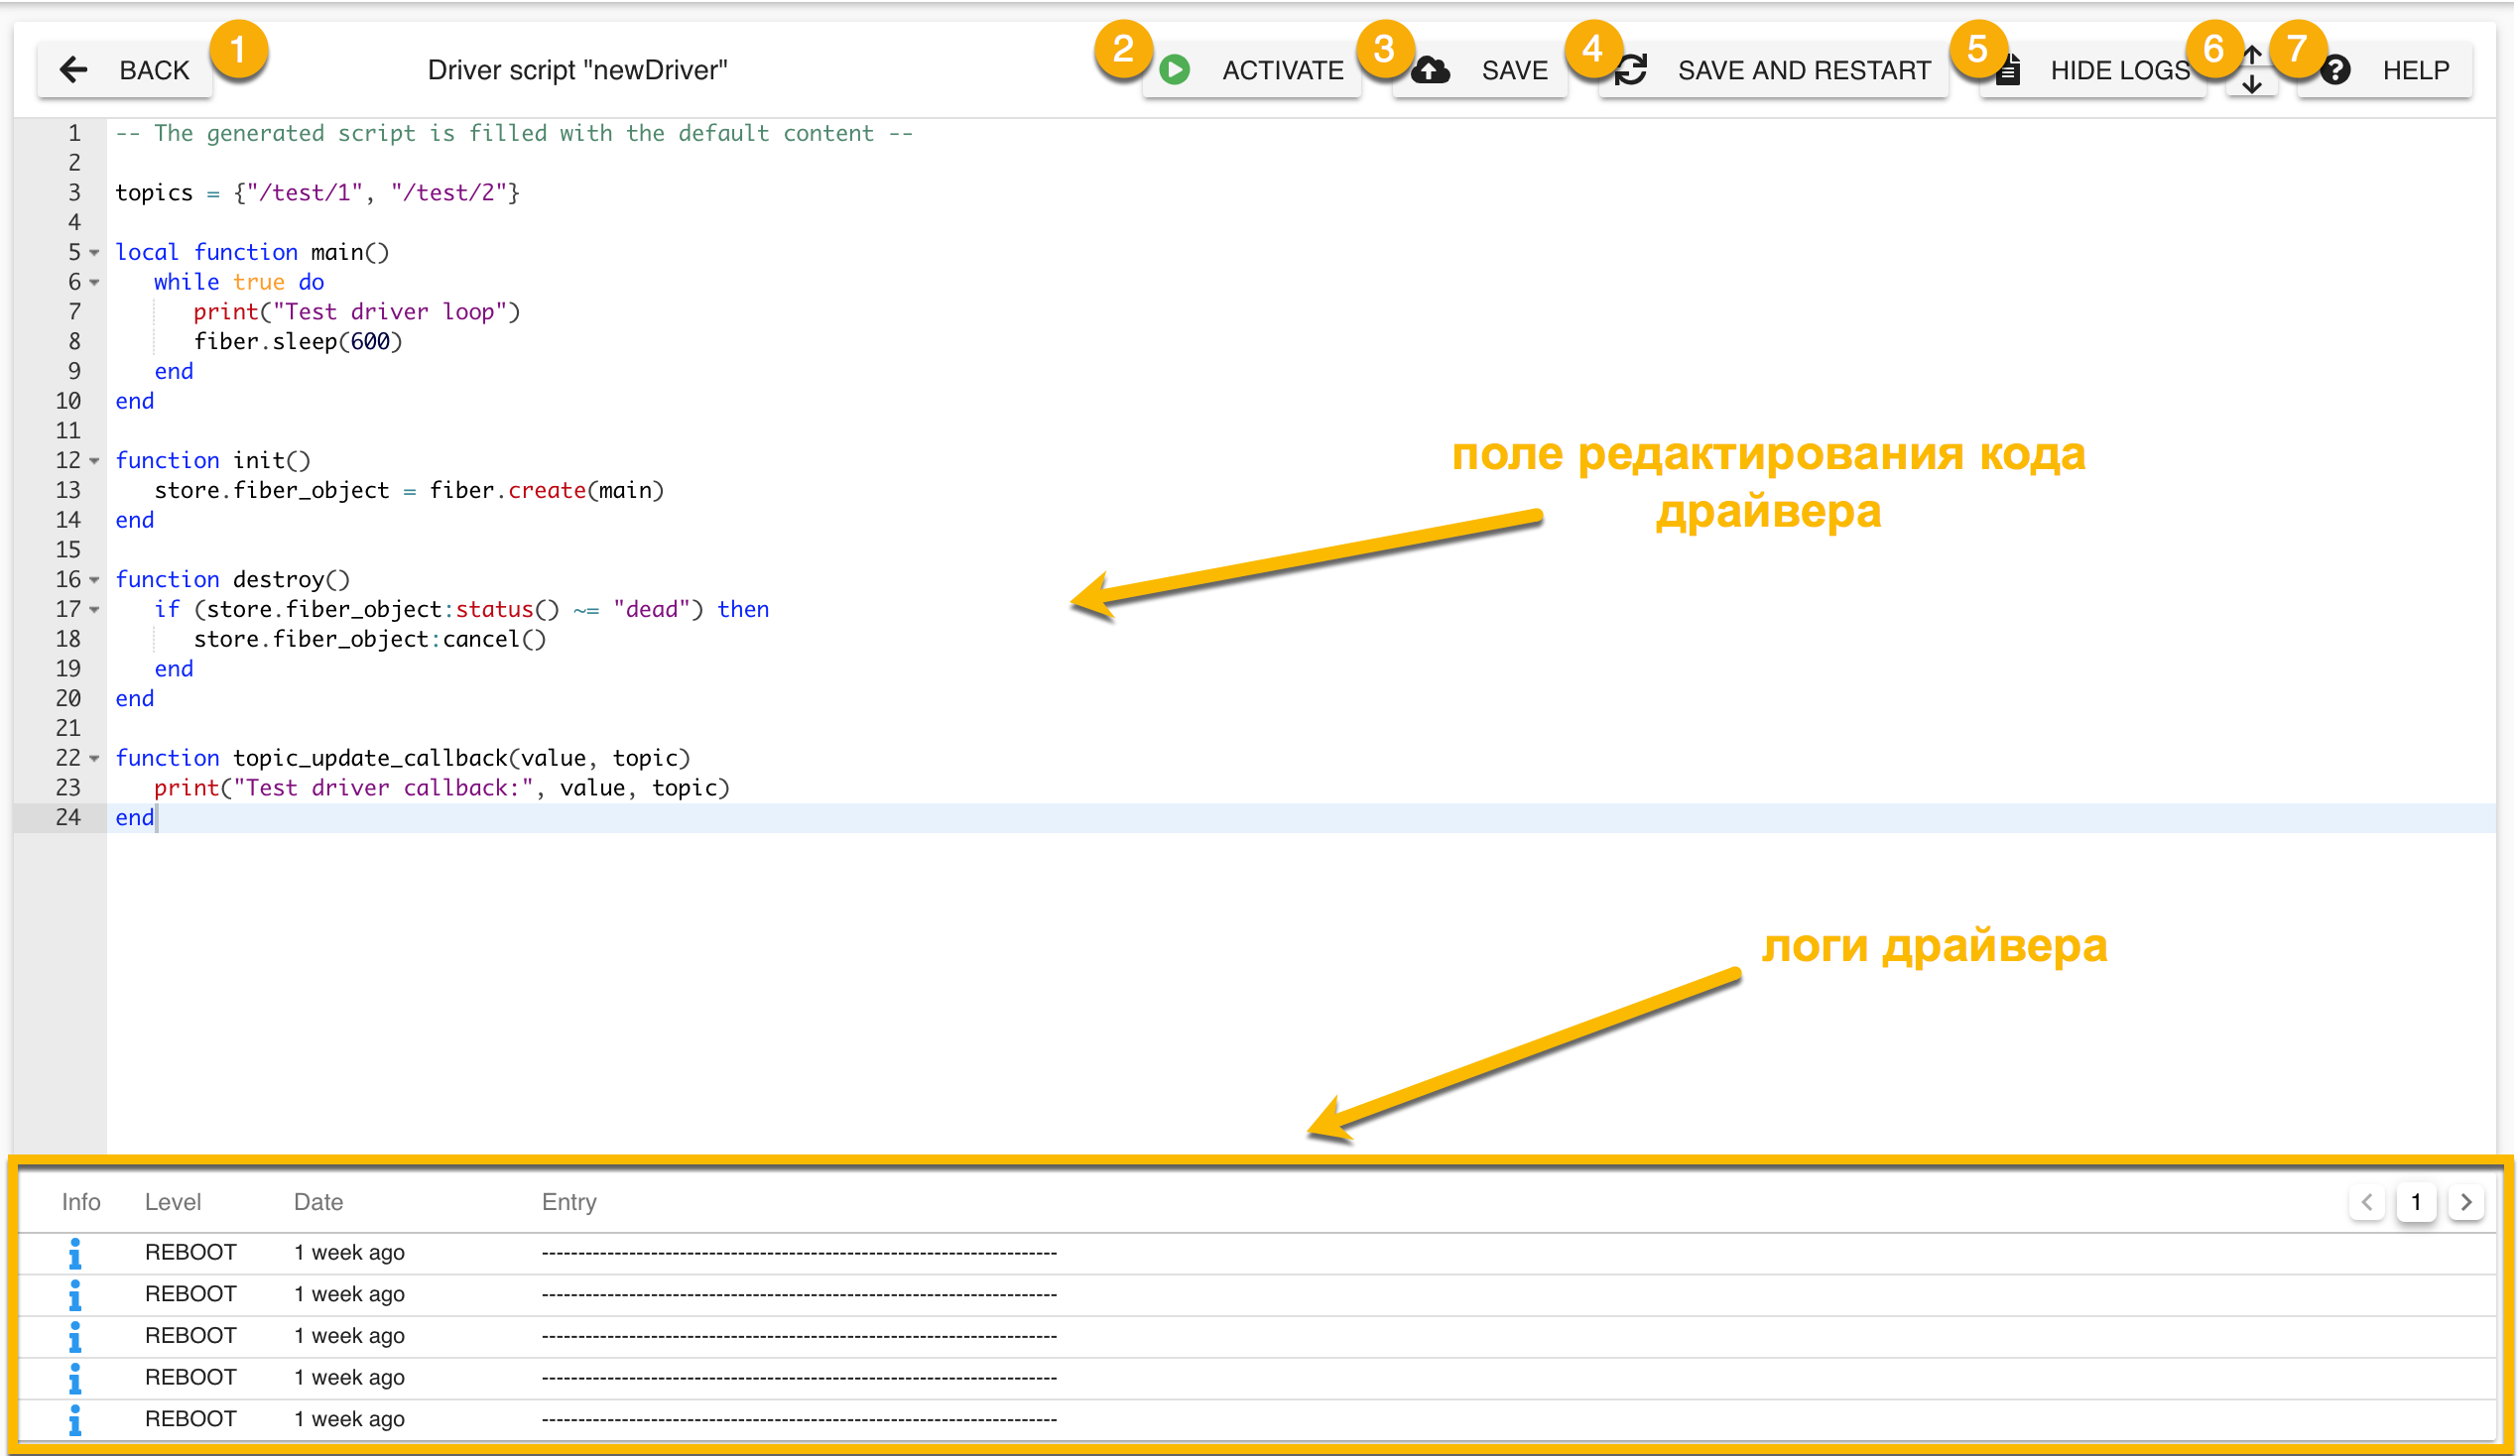 BACK 1 Driver script "newDriver" 2 ACTIVATE 3 SAVE 4 SAVE AND RESTART 5 HIDE LOGS 6 7 HELP
1 -- The generated script is filled with the default content --
2
3 topics = {"/test/1", "/test/2"}
4
5 local function main()
6 while true do
7 print("Test driver loop")
8 fiber.sleep(600)
9 end
10 end
11
12 function init()
13 store.fiber_object = fiber.create(main)
14 end
15
16 function destroy()
17 if (store.fiber_object:status() ~= "dead") then
18 store.fiber_object:cancel()
19 end
20 end
21
22 function topic_update_callback(value, topic)
23 print("Test driver callback:", value, topic)
24 end
поле редактирования кода
драйвера
логи драйвера
Info Level Date Entry 1
REBOOT 1 week ago -----------------------------------------------------------------------
REBOOT 1 week ago -----------------------------------------------------------------------
REBOOT 1 week ago -----------------------------------------------------------------------
REBOOT 1 week ago -----------------------------------------------------------------------
REBOOT 1 week ago -----------------------------------------------------------------------